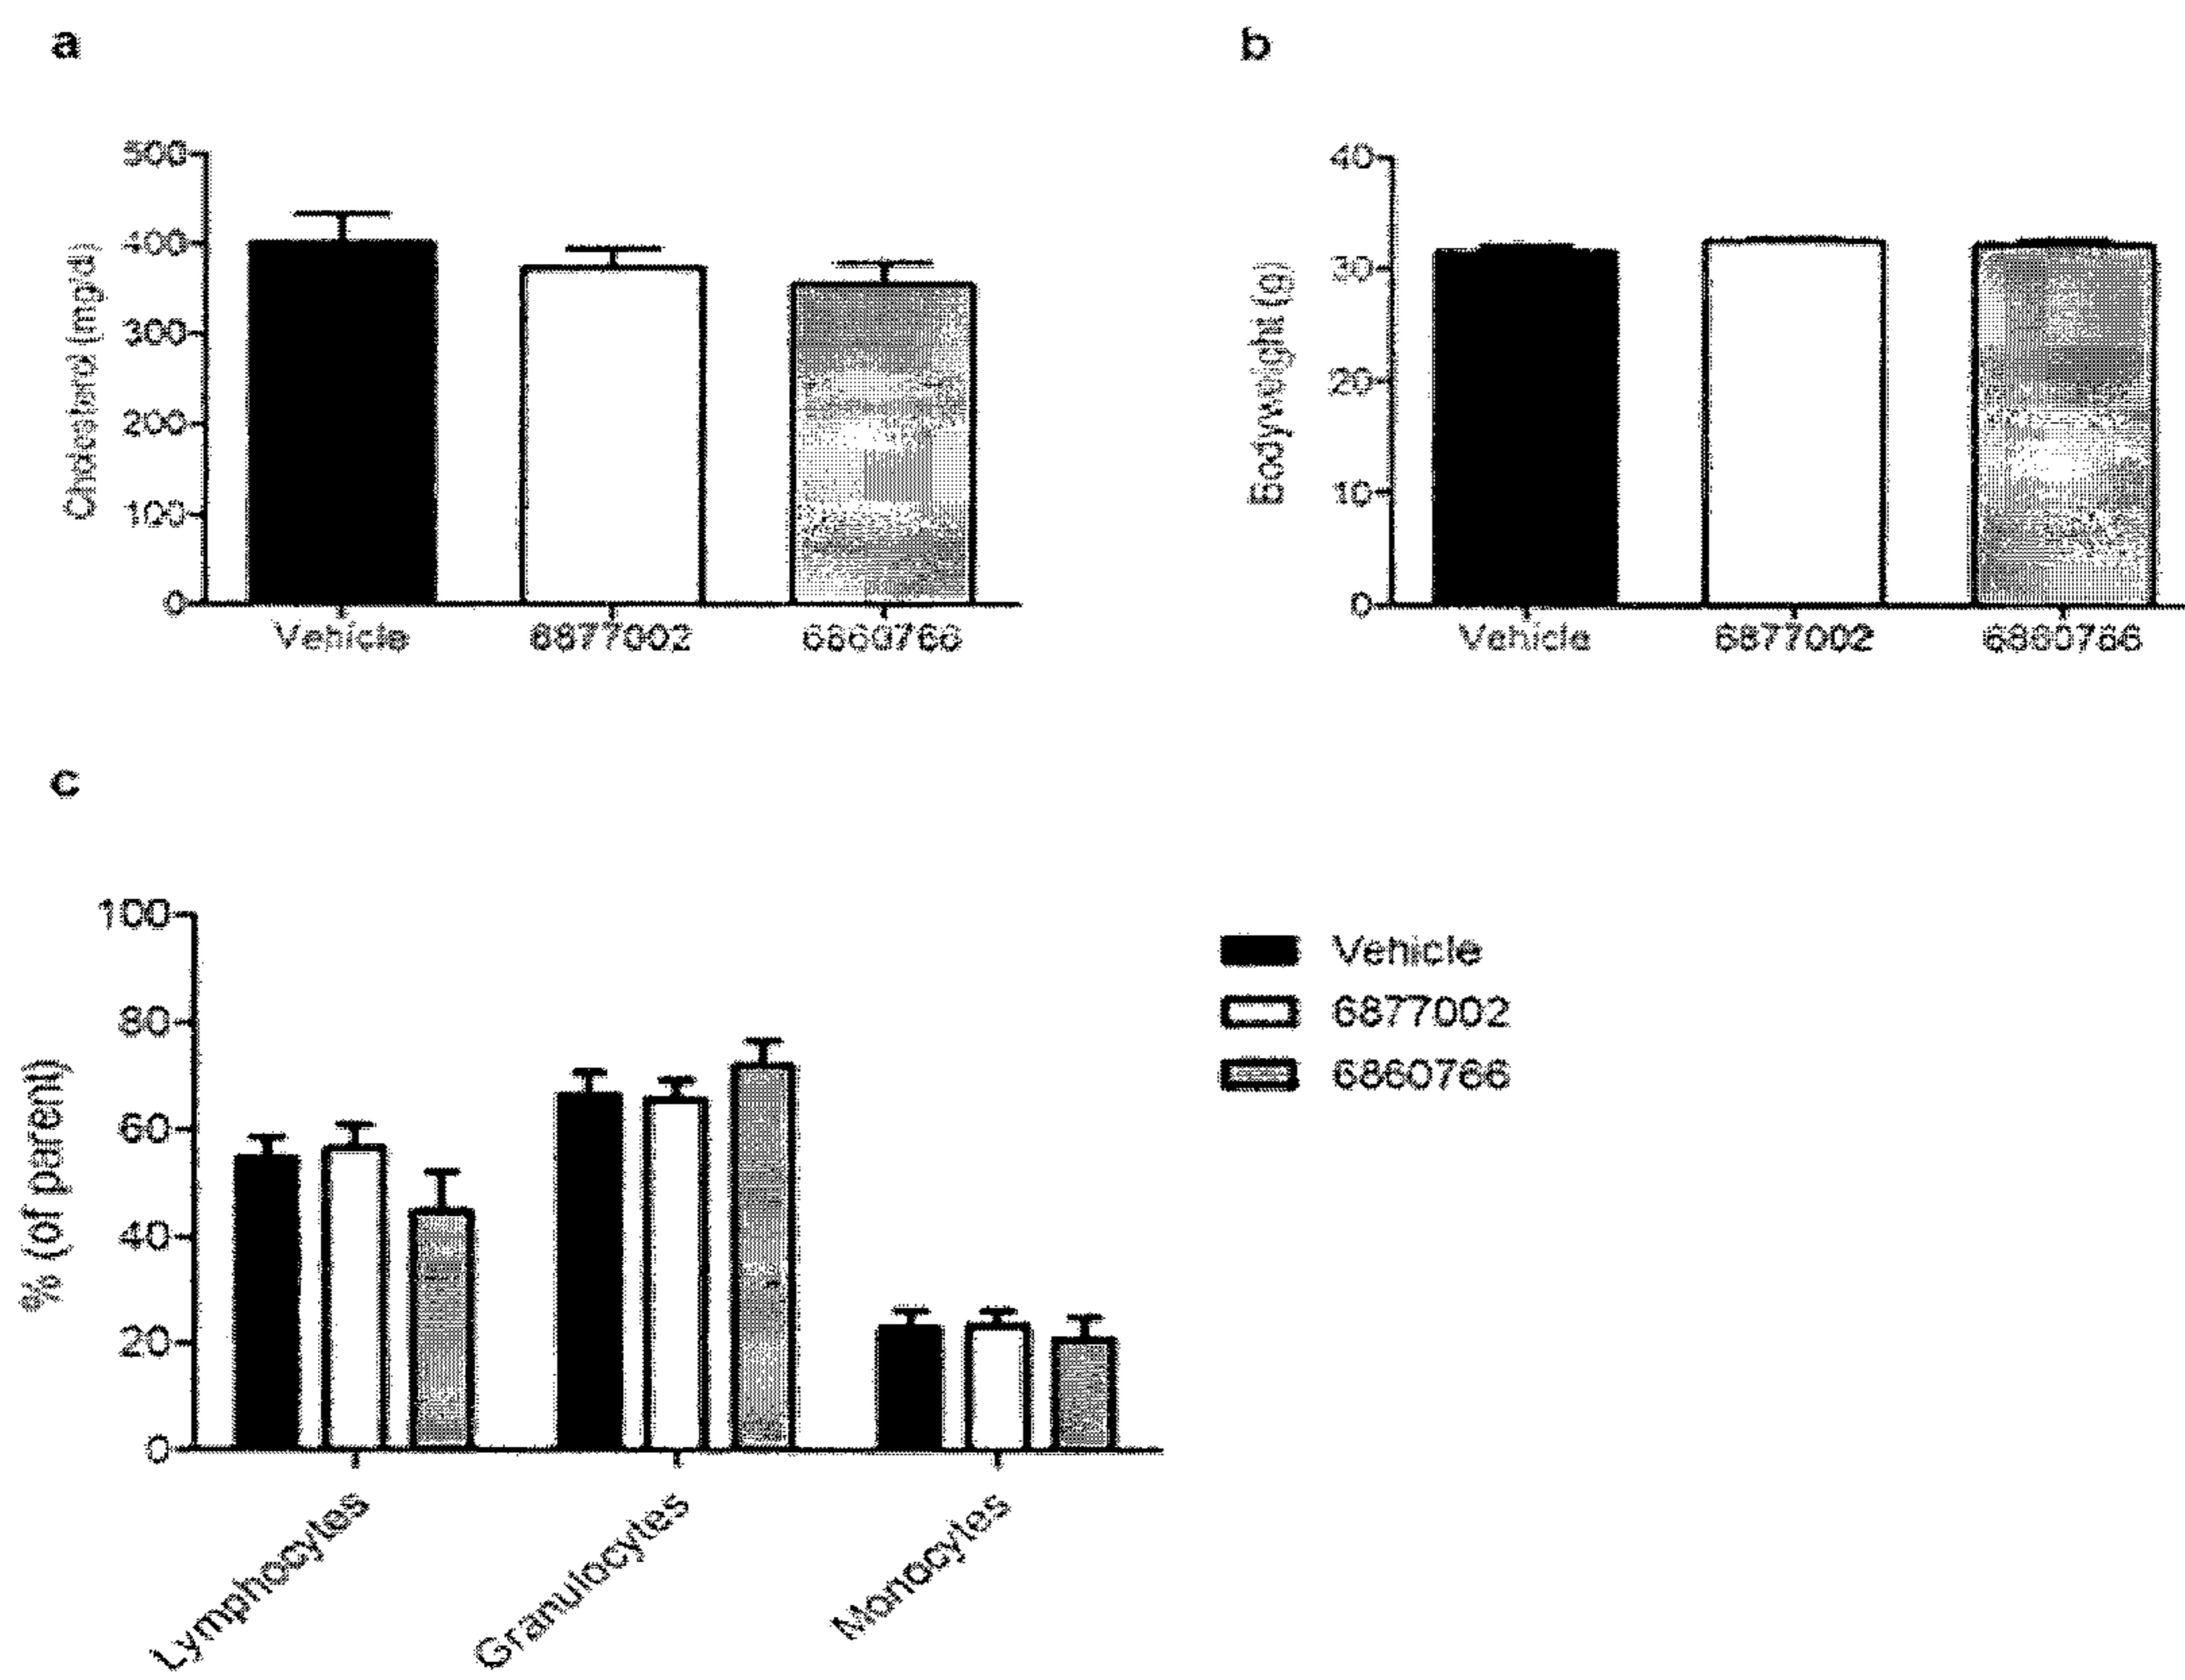 a
500
400
300
200
100
0
Cholesterol (mg/dl)
Vehicle 6877002 6860766
b
40
30
20
10
0
Bodyweight (g)
Vehicle 6877002 6860766
c
100
80
60
40
20
0
% (of parent)
Lymphocytes
Granulocytes
Monocytes
Vehicle
6877002
6860766